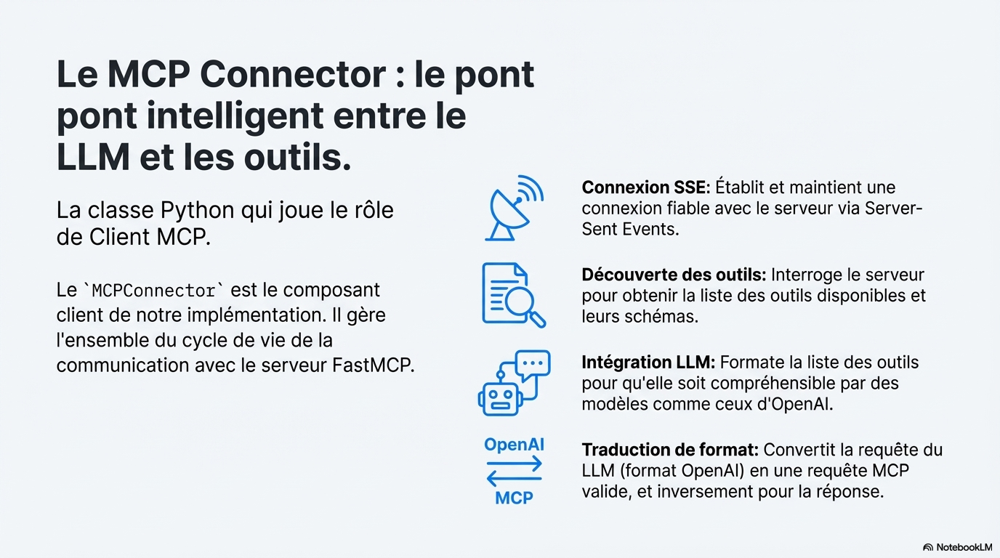 Le MCP Connector : le pont
pont intelligent entre le
LLM et les outils.
La classe Python qui joue le rôle
de Client MCP.
Le `MCPConnector` est le composant
client de notre implémentation. Il gère
l'ensemble du cycle de vie de la
communication avec le serveur FastMCP.
Connexion SSE: Établit et maintient une
connexion fiable avec le serveur via Server-
Sent Events.
Découverte des outils: Interroge le serveur
pour obtenir la liste des outils disponibles et
leurs schémas.
Intégration LLM: Formate la liste des outils
pour qu'elle soit compréhensible par des
modèles comme ceux d'OpenAI.
OpenAI
MCP
Traduction de format: Convertit la requête du
LLM (format OpenAI) en une requête MCP
valide, et inversement pour la réponse.
NotebookLM